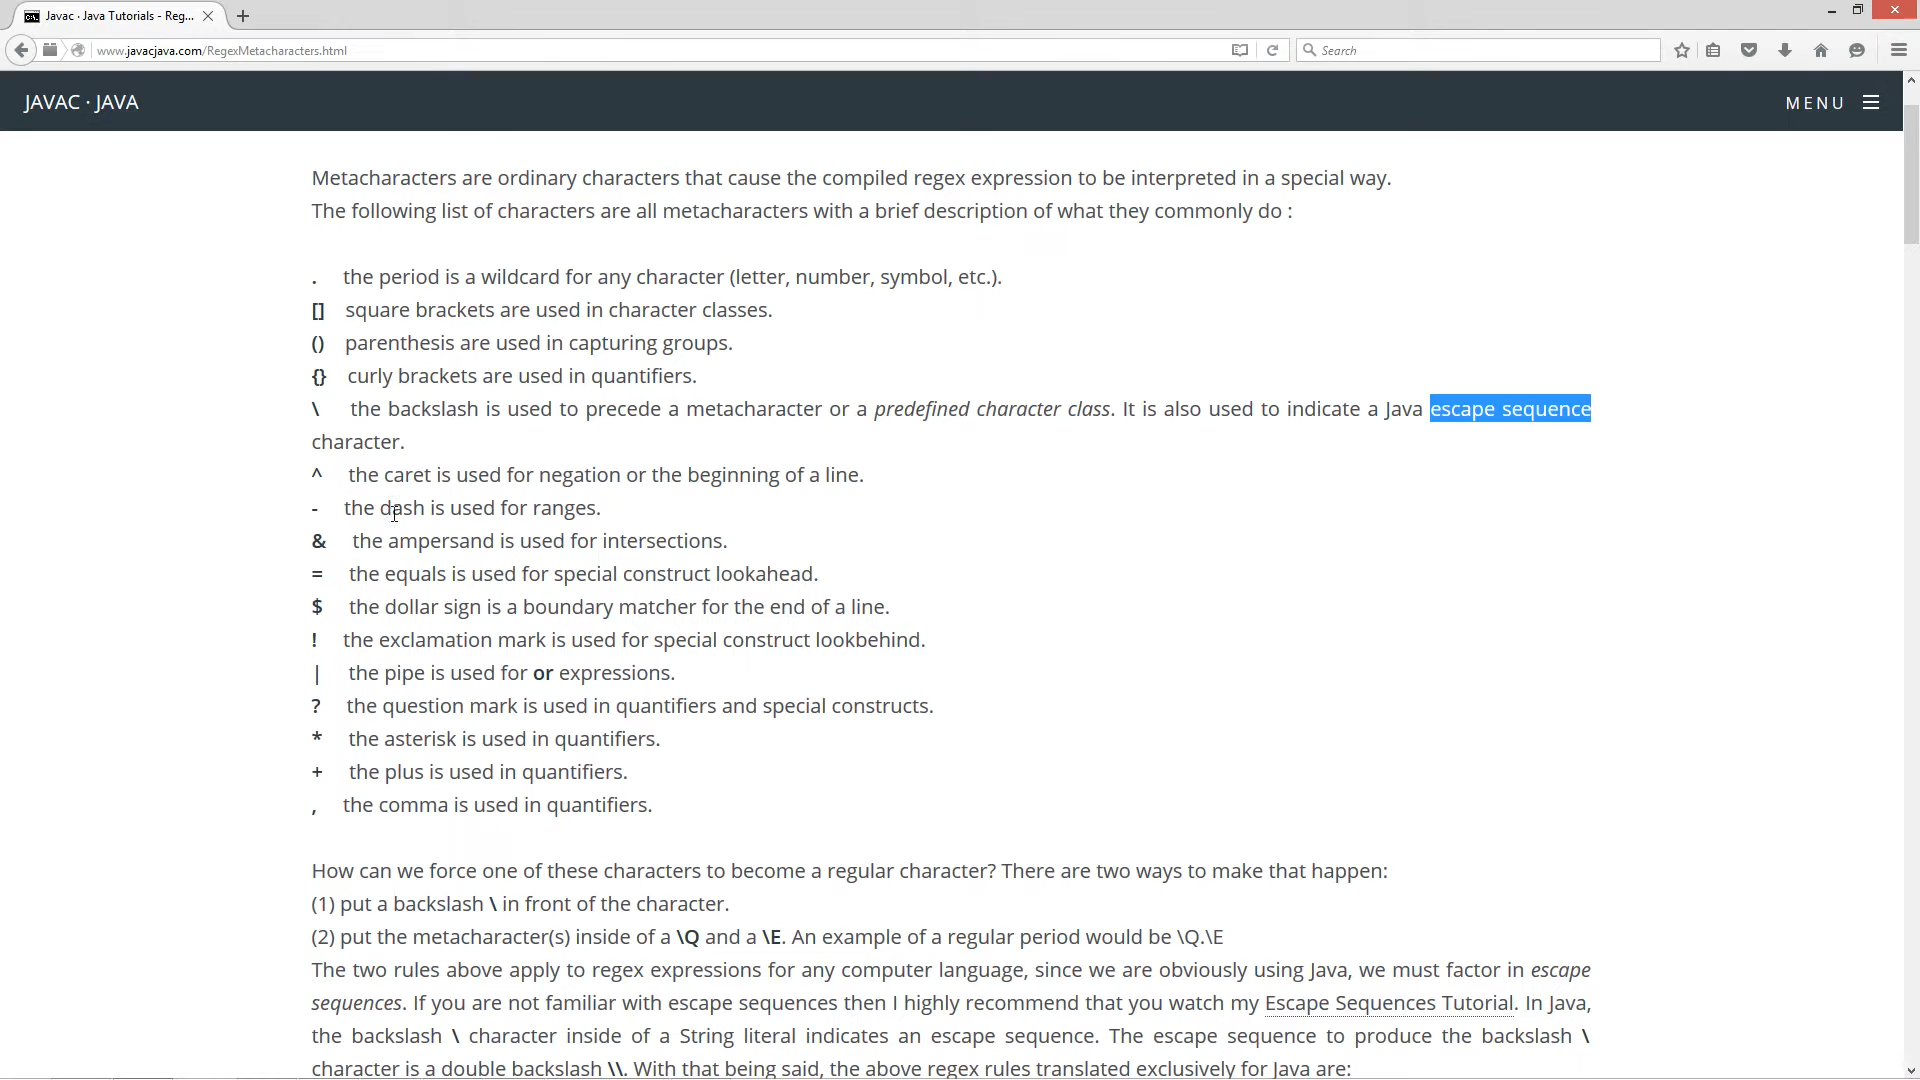 Javac · Java Tutorials - Reg...
www.javacjava.com/RegexMetacharacters.html
Search
JAVAC · JAVA
MENU
Metacharacters are ordinary characters that cause the compiled regex expression to be interpreted in a special way.
The following list of characters are all metacharacters with a brief description of what they commonly do :
. the period is a wildcard for any character (letter, number, symbol, etc.).
[] square brackets are used in character classes.
() parenthesis are used in capturing groups.
{} curly brackets are used in quantifiers.
\ the backslash is used to precede a metacharacter or a predefined character class. It is also used to indicate a Java escape sequence
character.
^ the caret is used for negation or the beginning of a line.
- the dash is used for ranges.
& the ampersand is used for intersections.
= the equals is used for special construct lookahead.
$ the dollar sign is a boundary matcher for the end of a line.
! the exclamation mark is used for special construct lookbehind.
| the pipe is used for or expressions.
? the question mark is used in quantifiers and special constructs.
* the asterisk is used in quantifiers.
+ the plus is used in quantifiers.
, the comma is used in quantifiers.
How can we force one of these characters to become a regular character? There are two ways to make that happen:
(1) put a backslash \ in front of the character.
(2) put the metacharacter(s) inside of a \Q and a \E. An example of a regular period would be \Q.\E
The two rules above apply to regex expressions for any computer language, since we are obviously using Java, we must factor in escape
sequences. If you are not familiar with escape sequences then I highly recommend that you watch my Escape Sequences Tutorial. In Java,
the backslash \ character inside of a String literal indicates an escape sequence. The escape sequence to produce the backslash \
character is a double backslash \\. With that being said, the above regex rules translated exclusively for Java are: